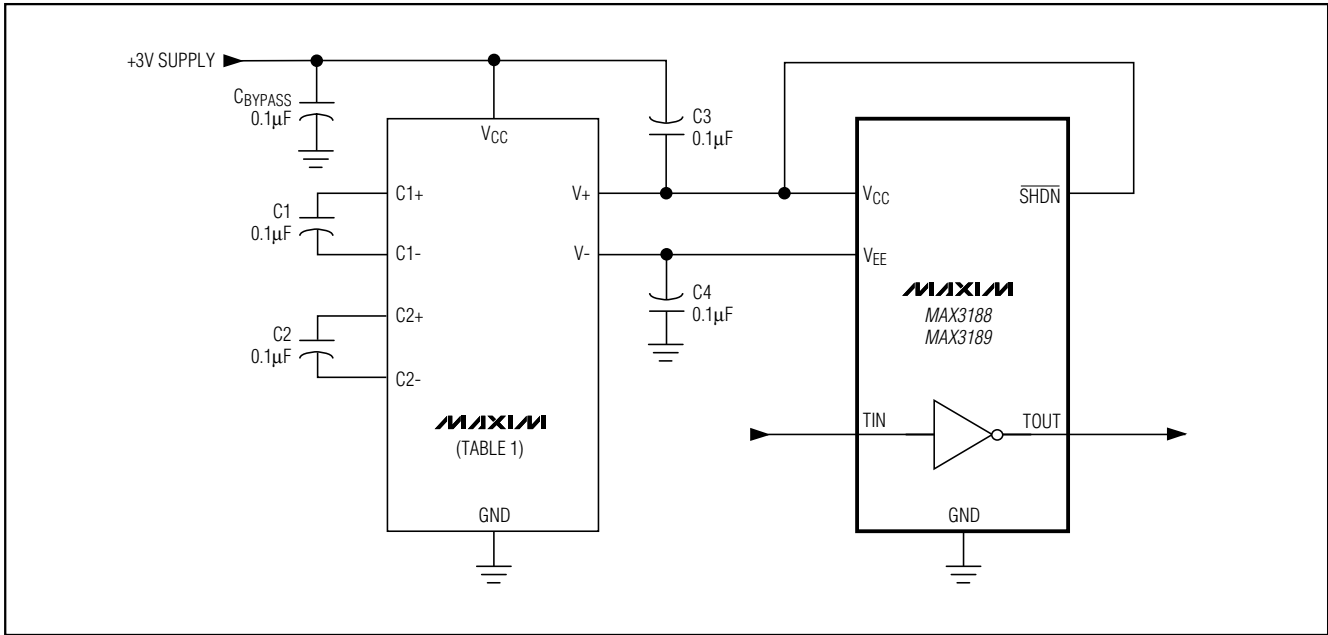 +3V SUPPLY
CBYPASS
0.1µF
VCC
C3
0.1µF
C1+
V+
VCC
SHDN
C1
0.1µF
C1-
V-
VEE
C4
0.1µF
MAXIM
MAX3188
MAX3189
C2+
C2
0.1µF
C2-
MAXIM
(TABLE 1)
TIN
TOUT
GND
GND